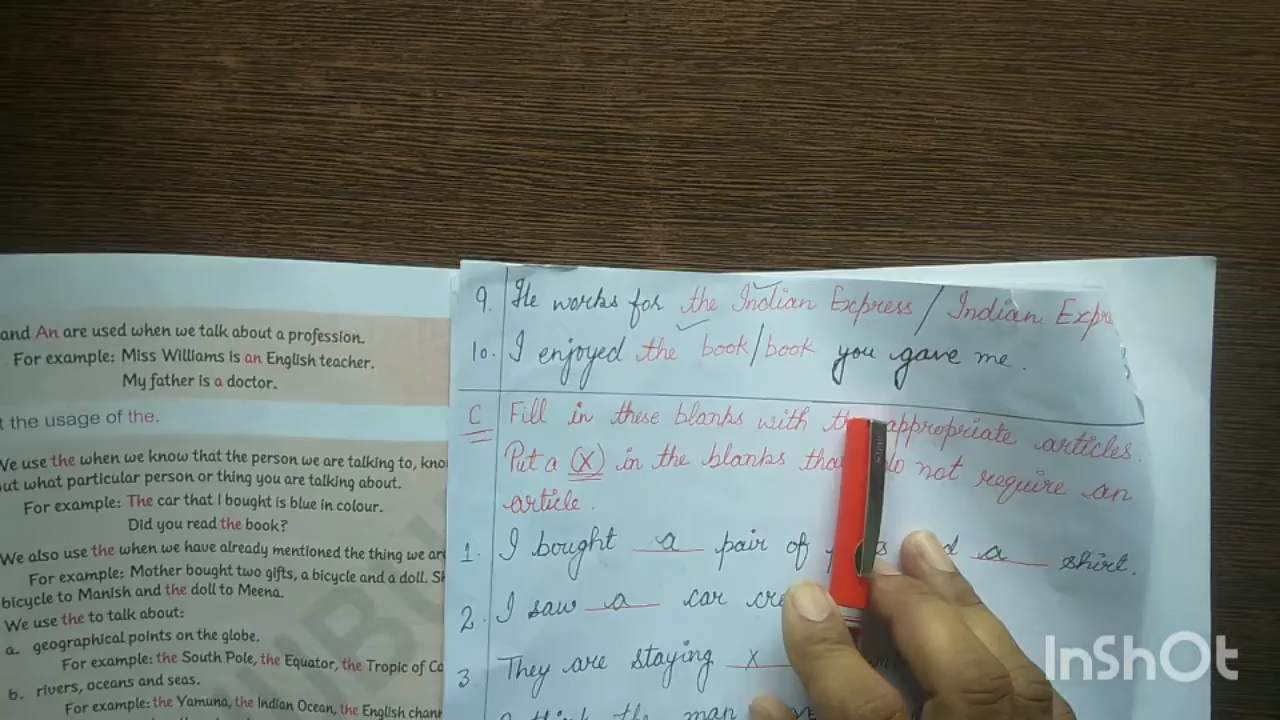 and An are used when we talk about a profession.
For example: Miss Williams is an English teacher.
My father is a doctor.
t the usage of the.
We use the when we know that the person we are talking to, kno
out what particular person or thing you are talking about.
For example: The car that I bought is blue in colour.
Did you read the book?
We also use the when we have already mentioned the thing we ar
For example: Mother bought two gifts, a bicycle and a doll. S
bicycle to Manish and the doll to Meena.
We use the to talk about:
a. geographical points on the globe.
For example: the South Pole, the Equator, the Tropic of Ca
b. rivers, oceans and seas.
For example: the Yamuna, the Indian Ocean, the English chann
9. He works for the Indian Express / Indian Expre
10. I enjoyed the book/book you gave me.
C Fill in these blanks with the appropriate articles.
Put a (X) in the blanks that do not require an
article.
1. I bought a pair of a shirt.
2. I saw a car
3 They are staying x
I think the man
InShOt